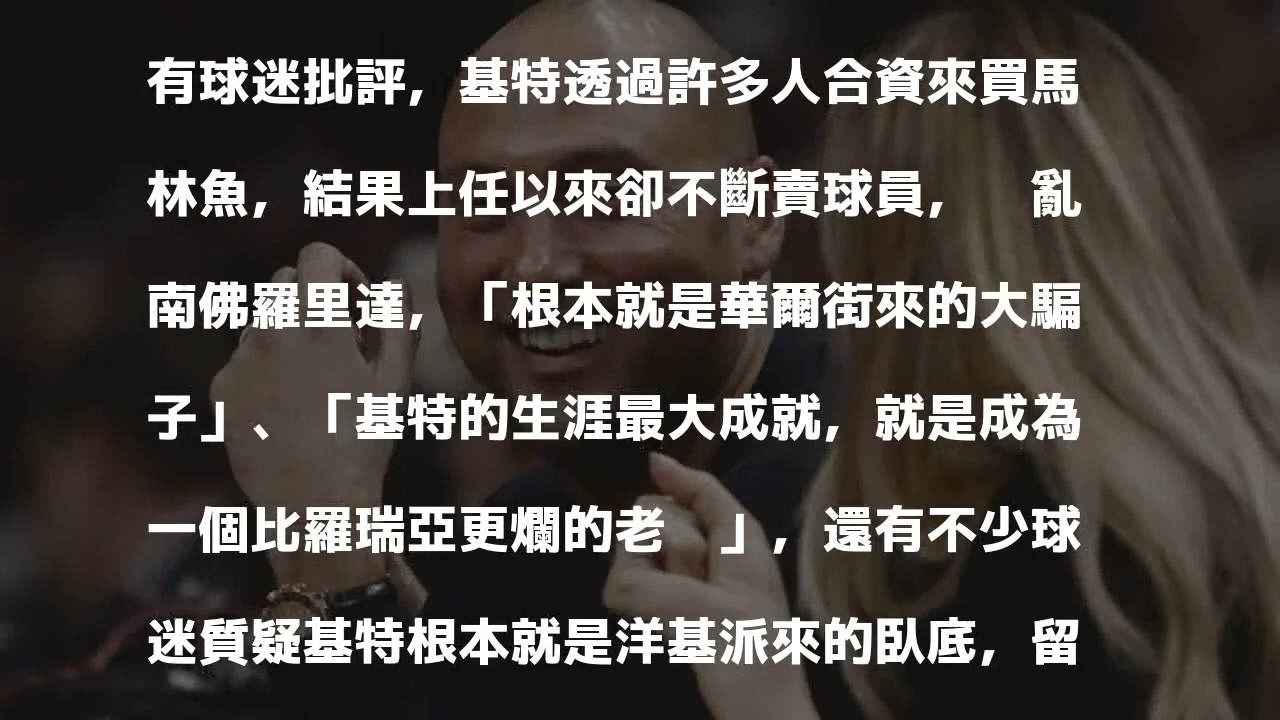 有球迷批評，基特透過許多人合資來買馬
林魚，結果上任以來卻不斷賣球員，　亂
南佛羅里達，「根本就是華爾街來的大騙
子」、「基特的生涯最大成就，就是成為
一個比羅瑞亞更爛的老　」，還有不少球
迷質疑基特根本就是洋基派來的臥底，留